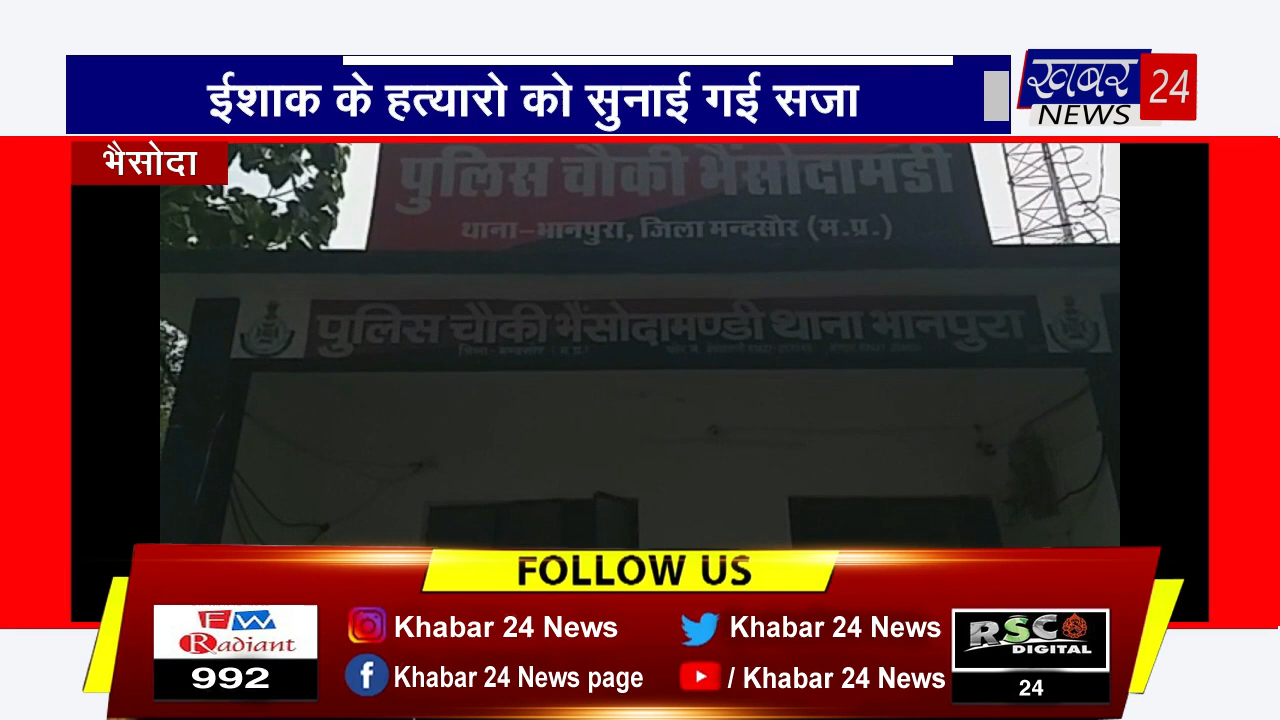 ईशाक के हत्यारो को सुनाई गई सजा
खबर
24
NEWS
भैसोदा
पुलिस चौकी भैंसोदामंडी
थाना-भानपुरा, जिला मन्दसौर (म.प्र.)
पुलिस चौकी भैंसोदामण्डी थाना भानपुरा
FOLLOW US
FW
Radiant
992
Khabar 24 News
Khabar 24 News
Khabar 24 News page
/ Khabar 24 News
RSC
DIGITAL
24